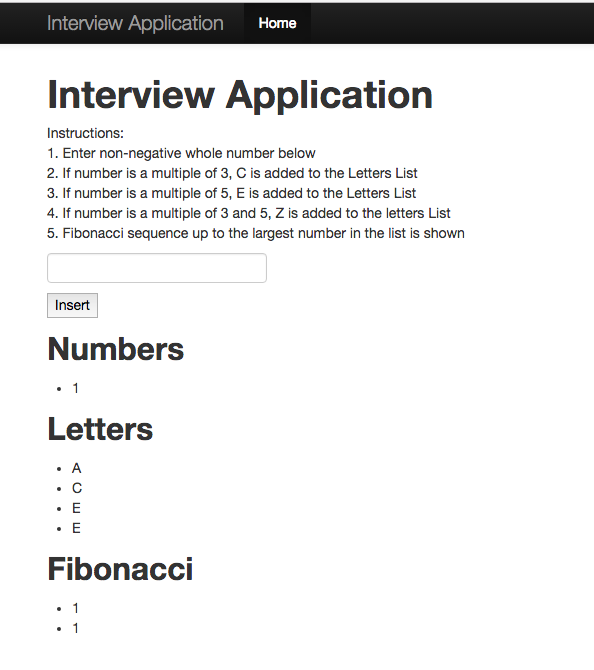 Interview Application Home
Interview Application
Instructions:
1. Enter non-negative whole number below
2. If number is a multiple of 3, C is added to the Letters List
3. If number is a multiple of 5, E is added to the Letters List
4. If number is a multiple of 3 and 5, Z is added to the letters List
5. Fibonacci sequence up to the largest number in the list is shown
Insert
Numbers
• 1
Letters
• A
• C
• E
• E
Fibonacci
• 1
• 1